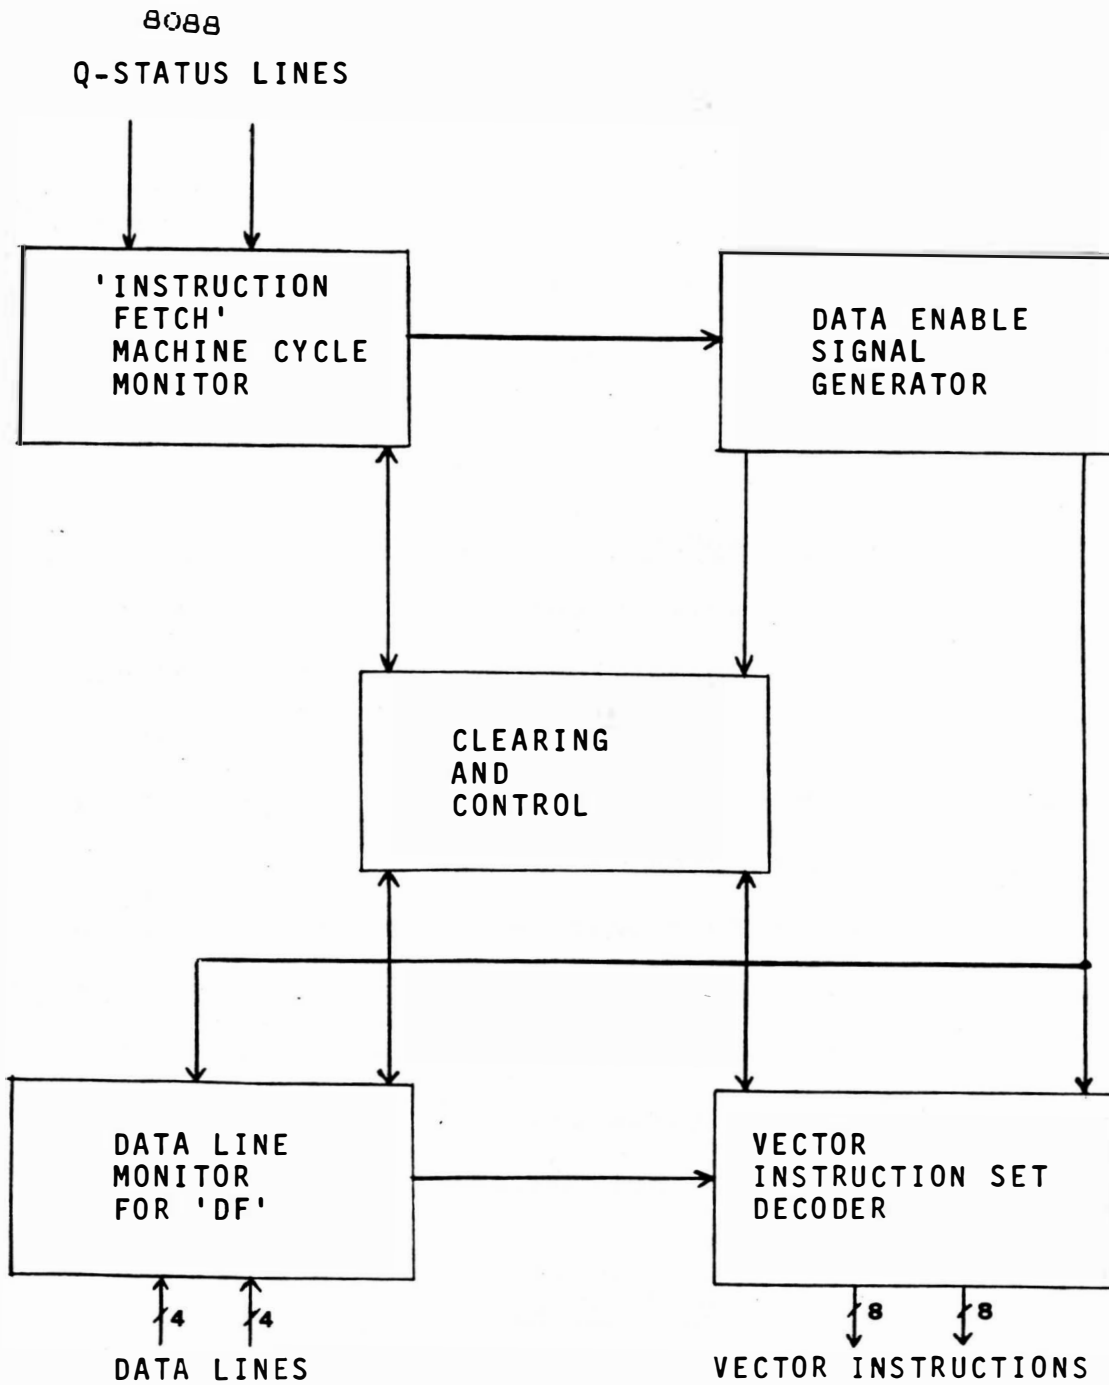 8088
Q-STATUS LINES
'INSTRUCTION
FETCH'
MACHINE CYCLE
MONITOR
DATA ENABLE
SIGNAL
GENERATOR
CLEARING
AND
CONTROL
DATA LINE
MONITOR
FOR 'DF'
VECTOR
INSTRUCTION SET
DECODER
4
4
8
8
DATA LINES
VECTOR INSTRUCTIONS